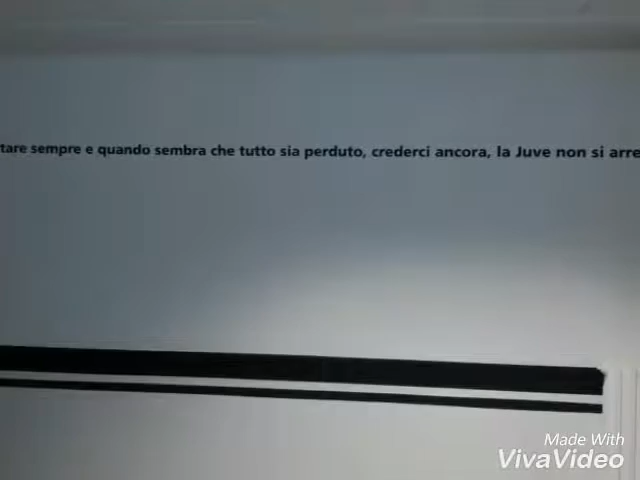 tare sempre e quando sembra che tutto sia perduto, crederci ancora, la Juve non si arre
Made With
VivaVideo